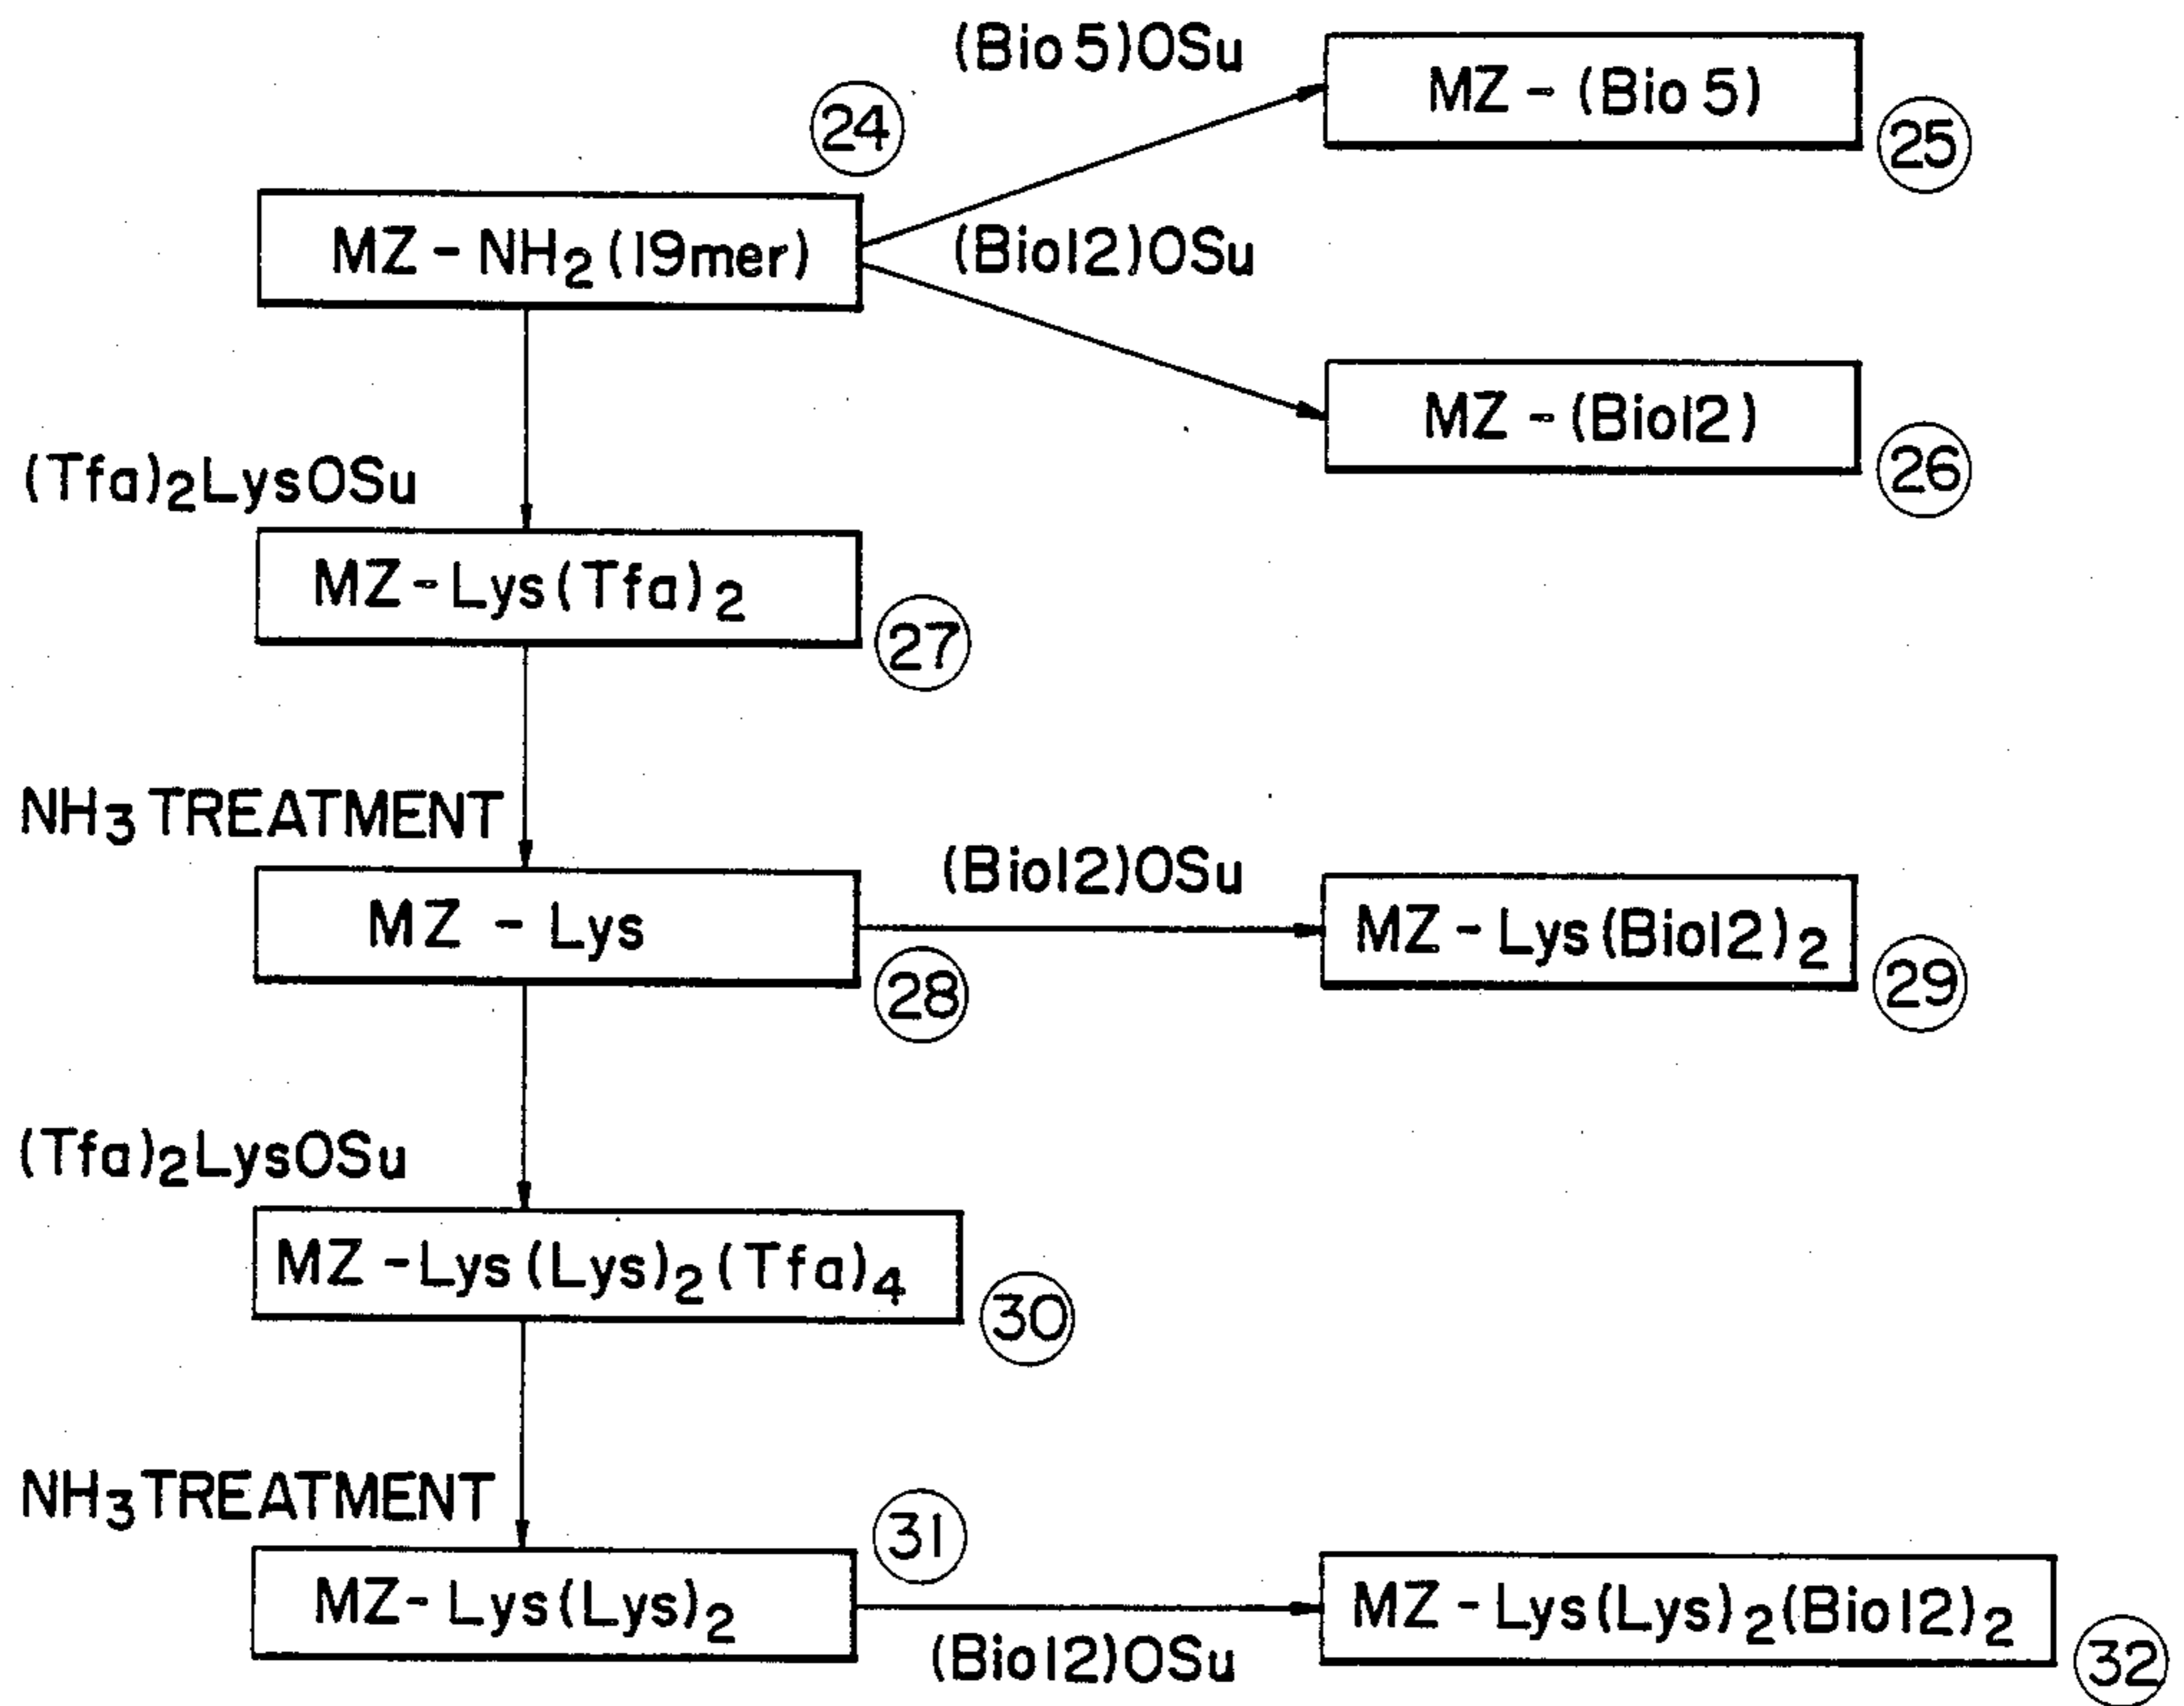 (Bio 5)OSu
MZ - (Bio 5)
24
25
MZ - NH2 (19mer)
(Bio12)OSu
MZ - (Bio12)
26
(Tfa)2LysOSu
MZ - Lys(Tfa)2
27
NH3 TREATMENT
(Bio12)OSu
MZ - Lys
MZ - Lys(Bio12)2
28
29
(Tfa)2LysOSu
MZ - Lys(Lys)2(Tfa)4
30
NH3 TREATMENT
31
MZ - Lys(Lys)2
MZ - Lys(Lys)2(Bio12)2
(Bio12)OSu
32